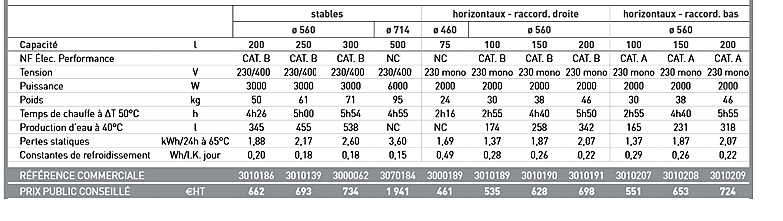 stables horizontaux - raccord. droite horizontaux - raccord. bas
ø 560 ø 714 ø 460 ø 560 ø 560
Capacité l 200 250 300 500 75 100 150 200 100 150 200
NF Élec. Performance CAT. B CAT. B CAT. B NC NC CAT. B CAT. B CAT. B CAT. A CAT. A CAT. A
Tension V 230/400 230/400 230/400 230/400 230 mono 230 mono 230 mono 230 mono 230 mono 230 mono 230 mono
Puissance W 3000 3000 3000 6000 2000 2000 2000 2000 2000 2000 2000
Poids kg 50 61 71 95 24 30 38 46 30 38 46
Temps de chauffe à ΔT 50°C h 4h26 5h00 5h54 4h55 2h16 2h55 4h40 5h50 2h55 4h40 5h55
Production d'eau à 40°C l 345 455 538 NC NC 174 258 342 165 231 318
Pertes statiques kWh/24h à 65°C 1,88 2,17 2,60 3,60 1,69 1,37 1,87 2,07 1,37 1,87 2,07
Constantes de refroidissement Wh/l.K. jour 0,20 0,18 0,18 0,15 0,49 0,28 0,26 0,22 0,29 0,26 0,22
RÉFÉRENCE COMMERCIALE 3010186 3010139 3000062 3070184 3000189 3010189 3010190 3010191 3010207 3010208 3010209
PRIX PUBLIC CONSEILLÉ €HT 662 693 734 1 941 461 535 628 698 551 653 724